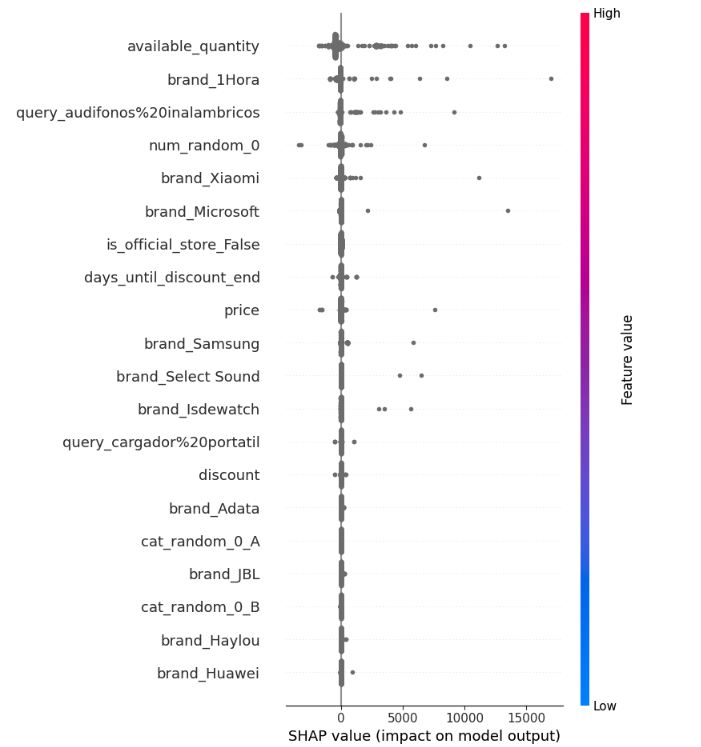 High
available_quantity
brand_1Hora
query_audifonos%20inalambricos
num_random_0
brand_Xiaomi
brand_Microsoft
is_official_store_False
days_until_discount_end
price
brand_Samsung
brand_Select Sound
brand_Isdewatch
query_cargador%20portatil
discount
brand_Adata
cat_random_0_A
brand_JBL
cat_random_0_B
brand_Haylou
brand_Huawei
Feature value
Low
0 5000 10000 15000
SHAP value (impact on model output)